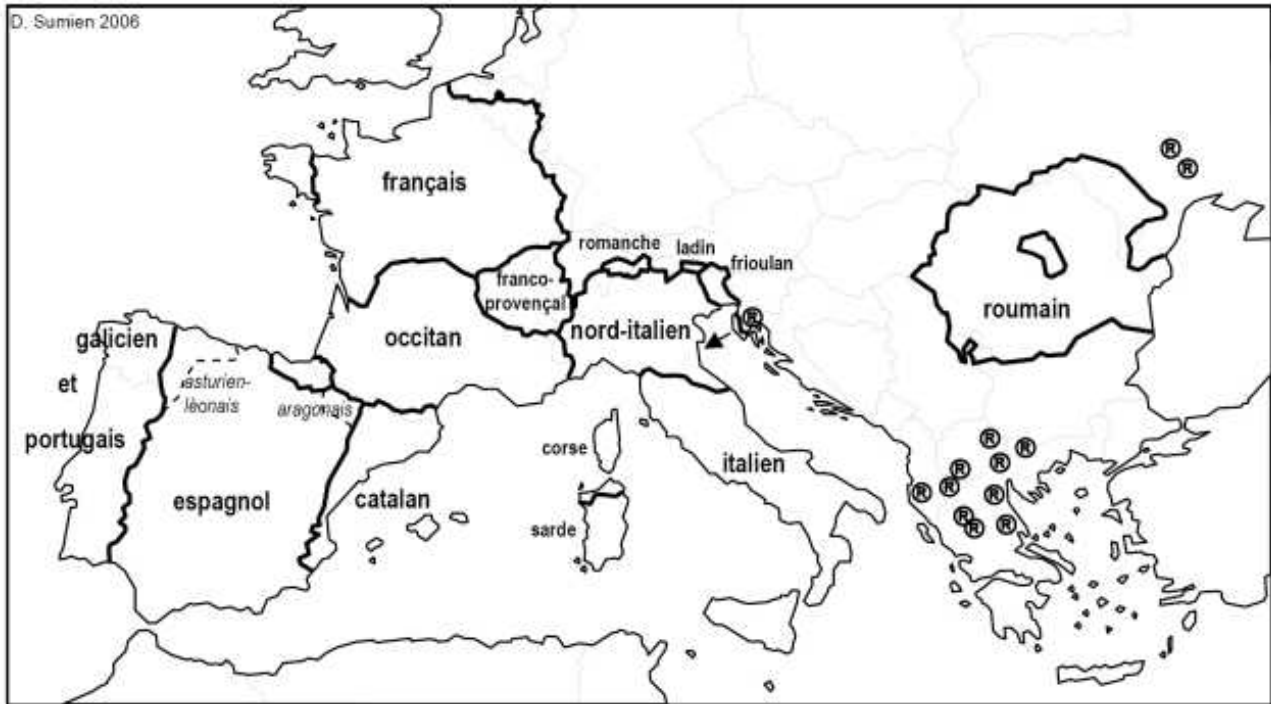 D. Sumien 2006
français
romanche
ladin
frioulan
franco-
provençal
roumain
galicien
et
portugais
occitan
nord-italien
asturien-
léonais
aragonais
corse
italien
espagnol
catalan
sarde
R
R
R
R
R
R
R
R
R
R
R
R
R